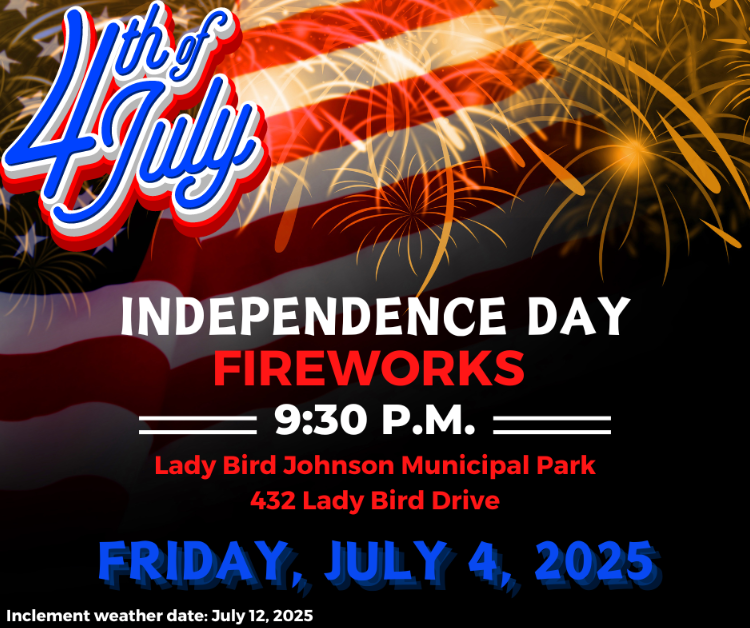 4th of
July
INDEPENDENCE DAY
FIREWORKS
9:30 P.M.
Lady Bird Johnson Municipal Park
432 Lady Bird Drive
FRIDAY, JULY 4, 2025
Inclement weather date: July 12, 2025